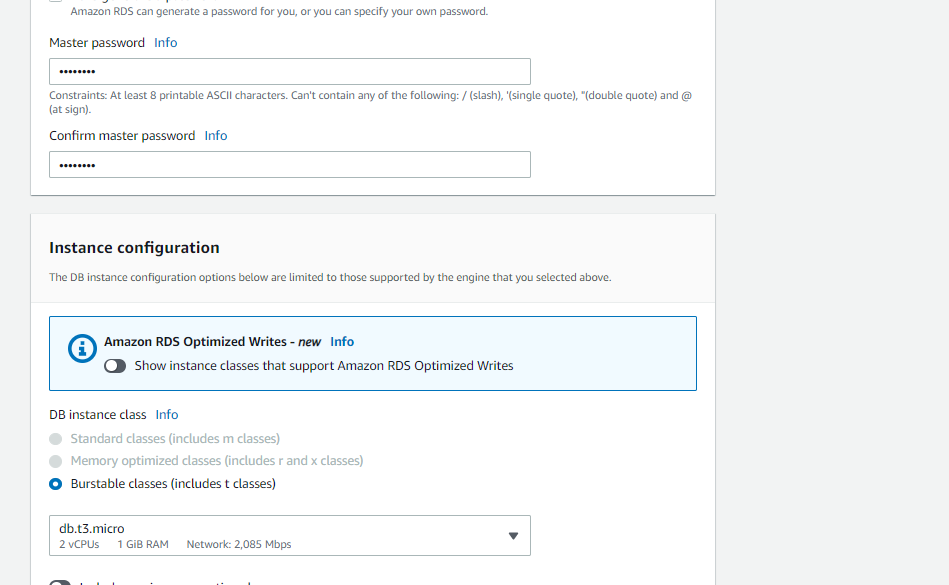 Amazon RDS can generate a password for you, or you can specify your own password.
Master password Info
••••••••
Constraints: At least 8 printable ASCII characters. Can't contain any of the following: / (slash), '(single quote), "(double quote) and @
(at sign).
Confirm master password Info
••••••••
Instance configuration
The DB instance configuration options below are limited to those supported by the engine that you selected above.
Amazon RDS Optimized Writes - new Info
Show instance classes that support Amazon RDS Optimized Writes
DB instance class Info
Standard classes (includes m classes)
Memory optimized classes (includes r and x classes)
Burstable classes (includes t classes)
db.t3.micro
2 vCPUs 1 GiB RAM Network: 2,085 Mbps